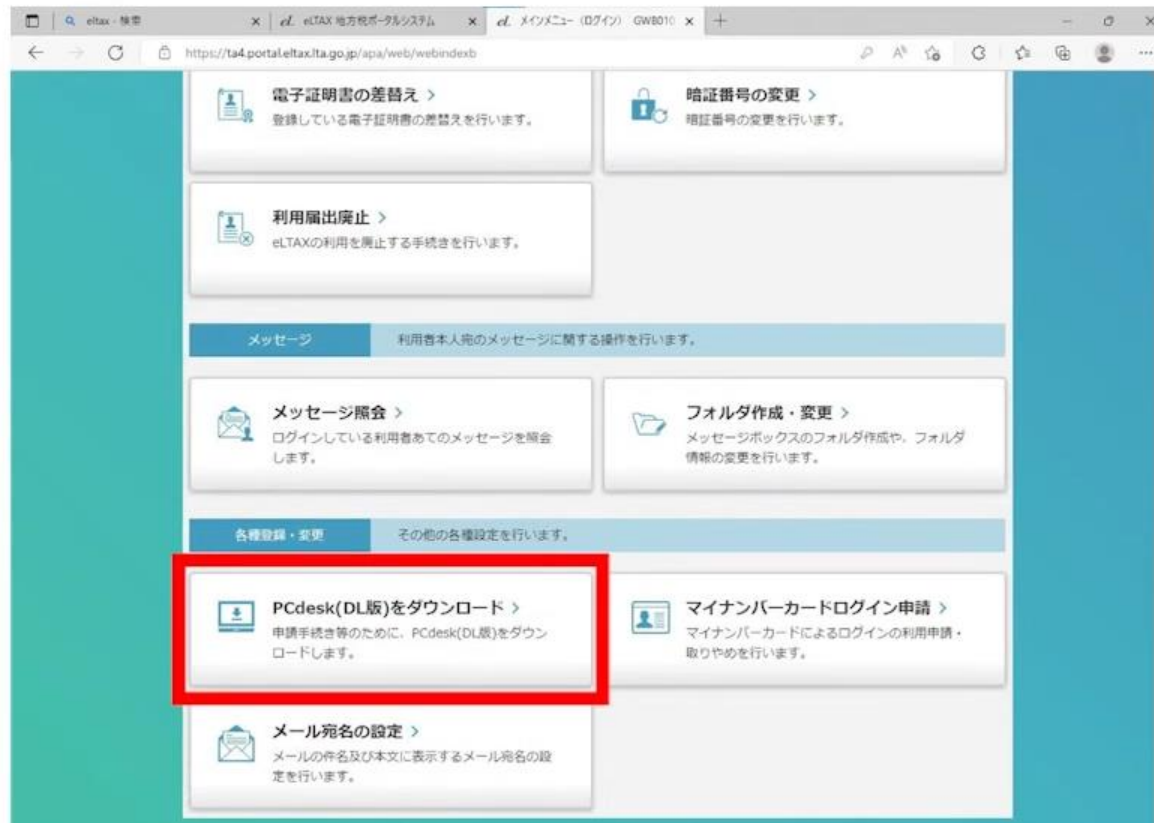 eltax - 検索
eLTAX 地方税ポータルシステム
メインメニュー (ログイン) GWB010
https://ta4.portal.eltax.lta.go.jp/apa/web/webindexb
電子証明書の差替え >
登録している電子証明書の差替えを行います。
暗証番号の変更 >
暗証番号の変更を行います。
利用届出廃止 >
eLTAXの利用を廃止する手続きを行います。
メッセージ
利用者本人宛のメッセージに関する操作を行います。
メッセージ照会 >
ログインしている利用者あてのメッセージを照会
します。
フォルダ作成・変更 >
メッセージボックスのフォルダ作成や、フォルダ
情報の変更を行います。
各種登録・変更
その他の各種設定を行います。
PCdesk(DL版)をダウンロード >
申請手続き等のために、PCdesk(DL版)をダウン
ロードします。
マイナンバーカードログイン申請 >
マイナンバーカードによるログインの利用申請・
取りやめを行います。
メール宛名の設定 >
メールの件名及び本文に表示するメール宛名の設
定を行います。